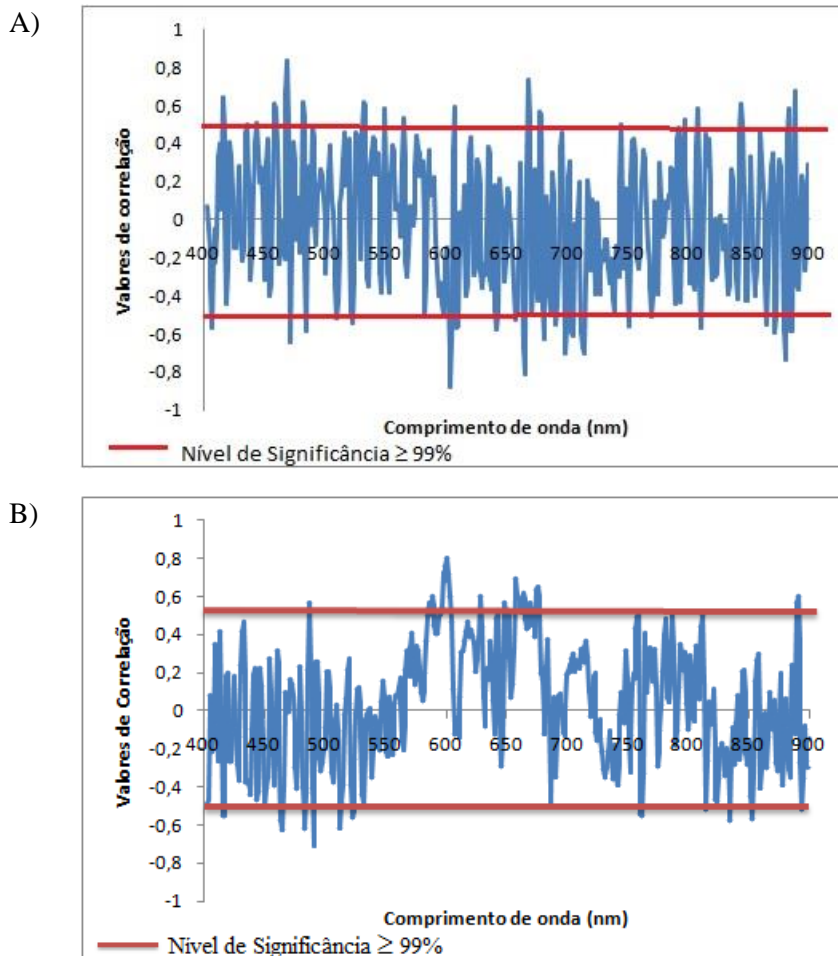 A)
1
0,8
0,6
0,4
0,2
0
-0,2
-0,4
-0,6
-0,8
-1
Valores de correlação
400 450 500 550 600 650 700 750 800 850 900
Comprimento de onda (nm)
Nível de Significância ≥ 99%
B)
1
0,8
0,6
0,4
0,2
0
-0,2
-0,4
-0,6
-0,8
-1
Valores de Correlação
400 450 500 550 600 650 700 750 800 850 900
Comprimento de onda (nm)
Nível de Significância ≥ 99%